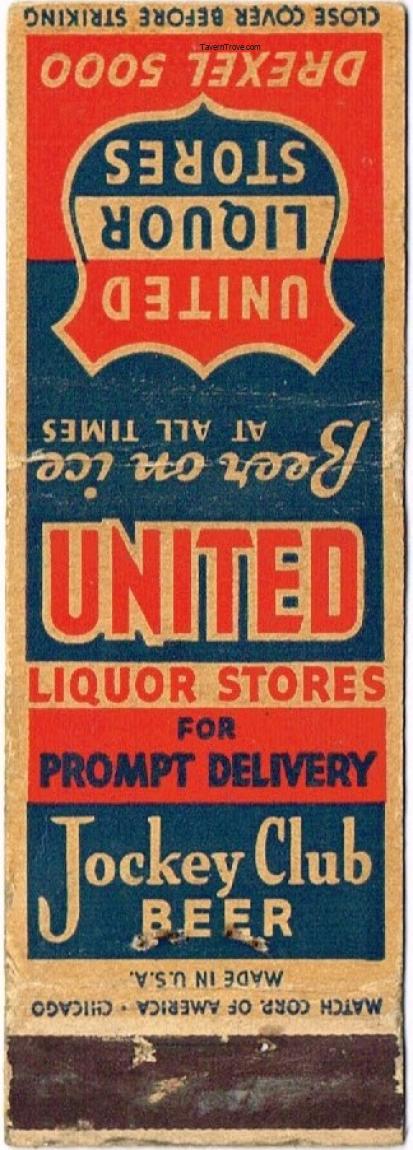 CLOSE COVER BEFORE STRIKING
TavernTrove.com
DREXEL 5000
UNITED
LIQUOR
STORES
Beer on ice
AT ALL TIMES
UNITED
LIQUOR STORES
FOR
PROMPT DELIVERY
Jockey Club
BEER
MATCH CORP. OF AMERICA • CHICAGO
MADE IN U.S.A.